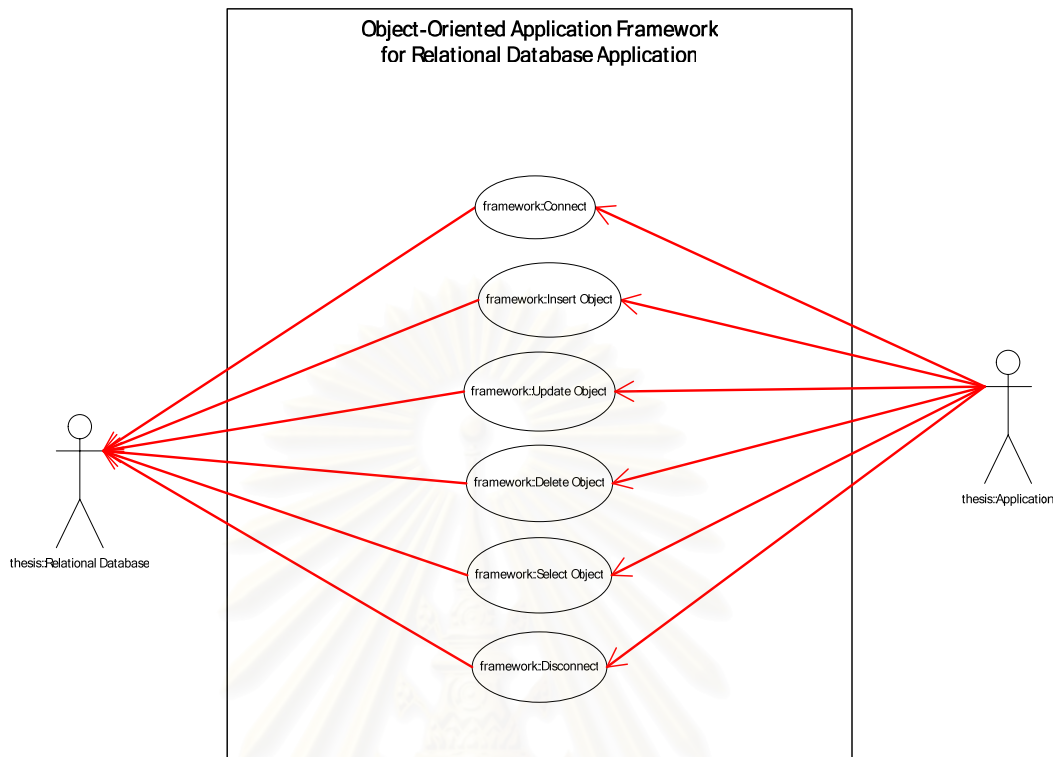 Object-Oriented Application Framework
for Relational Database Application
framework::Connect
framework::Insert Object
framework::Update Object
framework::Delete Object
framework::Select Object
framework::Disconnect
thesis::Relational Database
thesis::Application